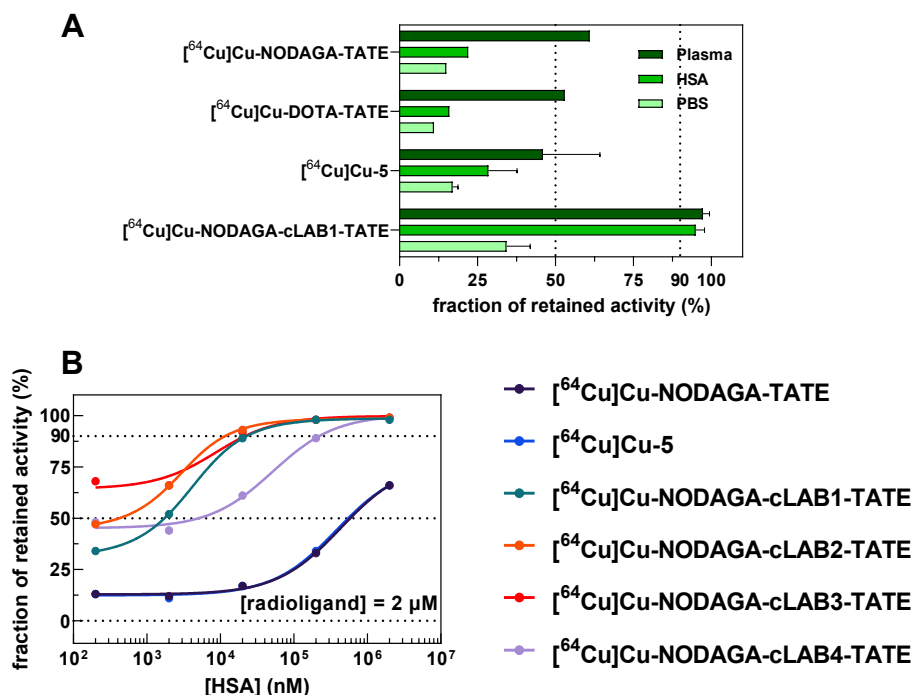 A
[⁶⁴Cu]Cu-NODAGA-TATE
[⁶⁴Cu]Cu-DOTA-TATE
[⁶⁴Cu]Cu-5
[⁶⁴Cu]Cu-NODAGA-cLAB1-TATE
Plasma
HSA
PBS
0 25 50 75 90 100
fraction of retained activity (%)
B
fraction of retained activity (%)
100
90
75
50
25
0
[radioligand] = 2 µM
10² 10³ 10⁴ 10⁵ 10⁶ 10⁷
[HSA] (nM)
[⁶⁴Cu]Cu-NODAGA-TATE
[⁶⁴Cu]Cu-5
[⁶⁴Cu]Cu-NODAGA-cLAB1-TATE
[⁶⁴Cu]Cu-NODAGA-cLAB2-TATE
[⁶⁴Cu]Cu-NODAGA-cLAB3-TATE
[⁶⁴Cu]Cu-NODAGA-cLAB4-TATE